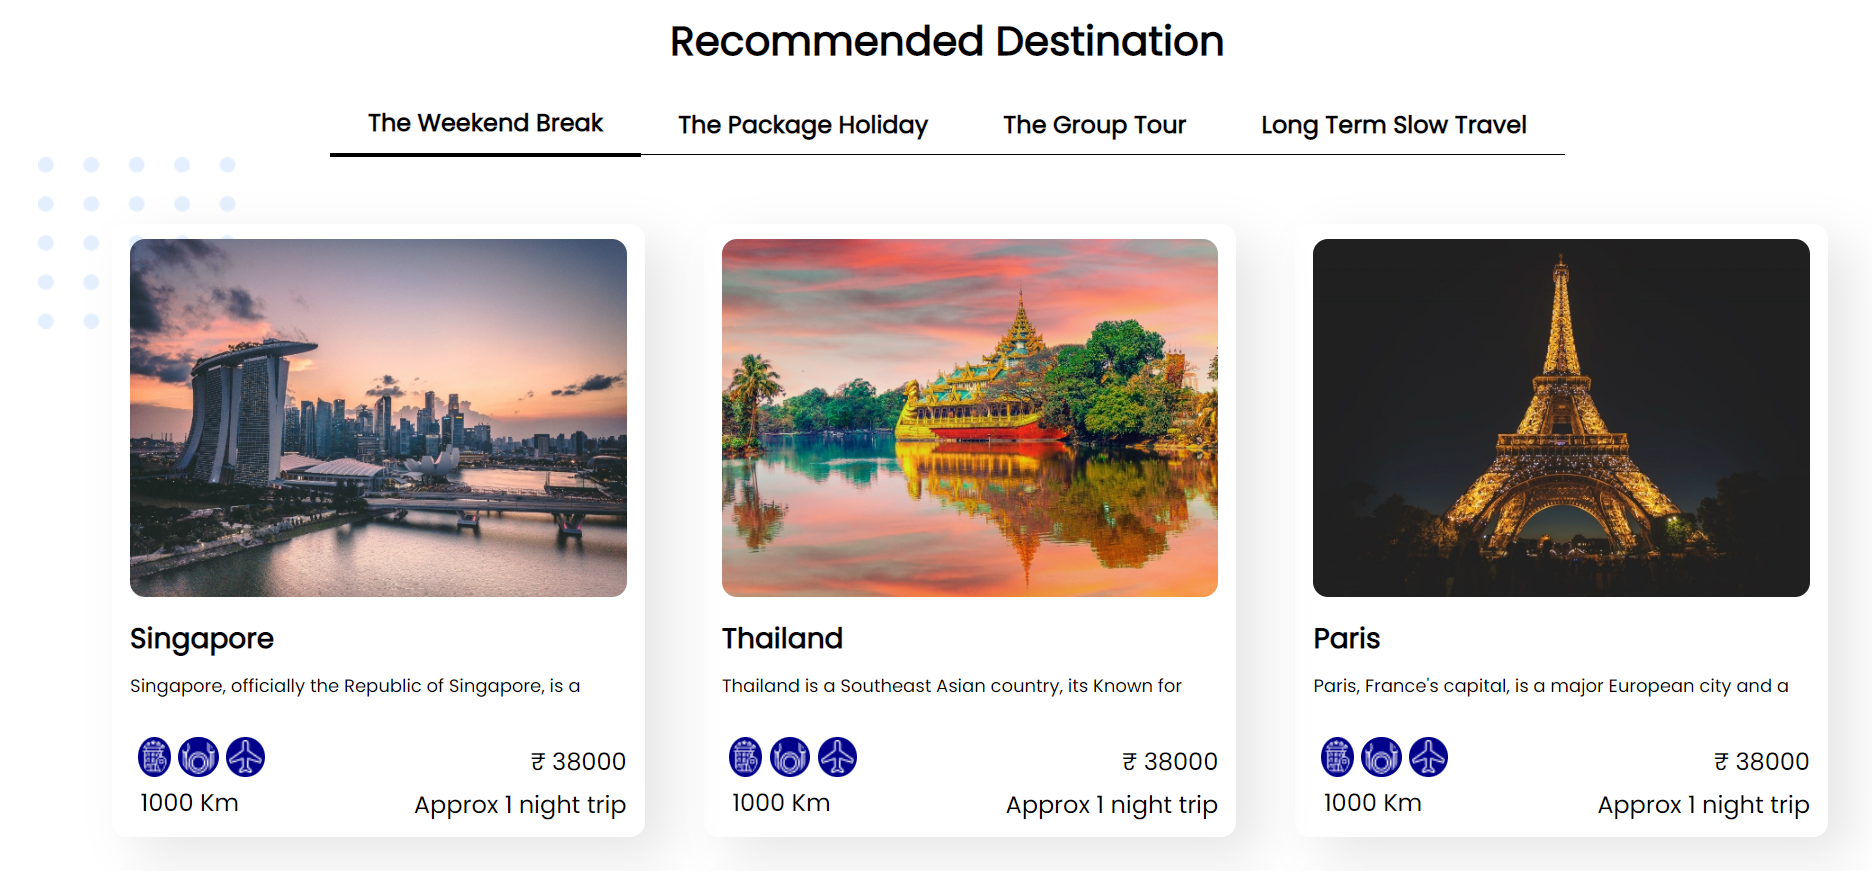 Recommended Destination
The Weekend Break
The Package Holiday
The Group Tour
Long Term Slow Travel
Singapore
Singapore, officially the Republic of Singapore, is a
₹ 38000
1000 Km
Approx 1 night trip
Thailand
Thailand is a Southeast Asian country, its Known for
₹ 38000
1000 Km
Approx 1 night trip
Paris
Paris, France's capital, is a major European city and a
₹ 38000
1000 Km
Approx 1 night trip